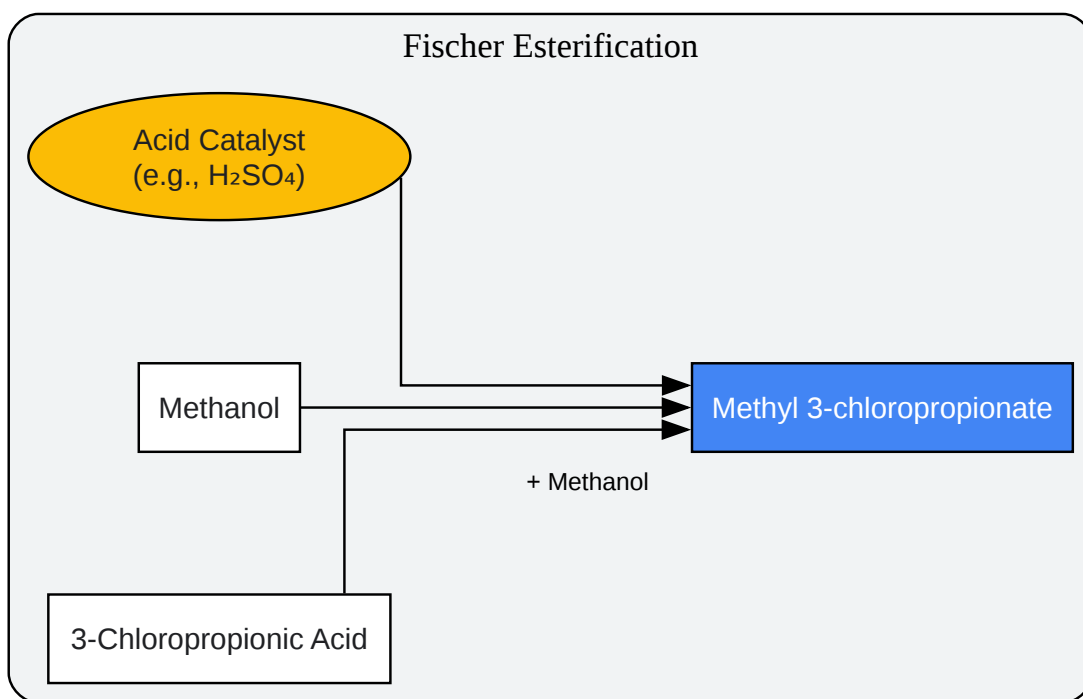 Fischer Esterification
Acid Catalyst
(e.g., H₂SO₄)
Methanol
Methyl 3-chloropropionate
+ Methanol
3-Chloropropionic Acid